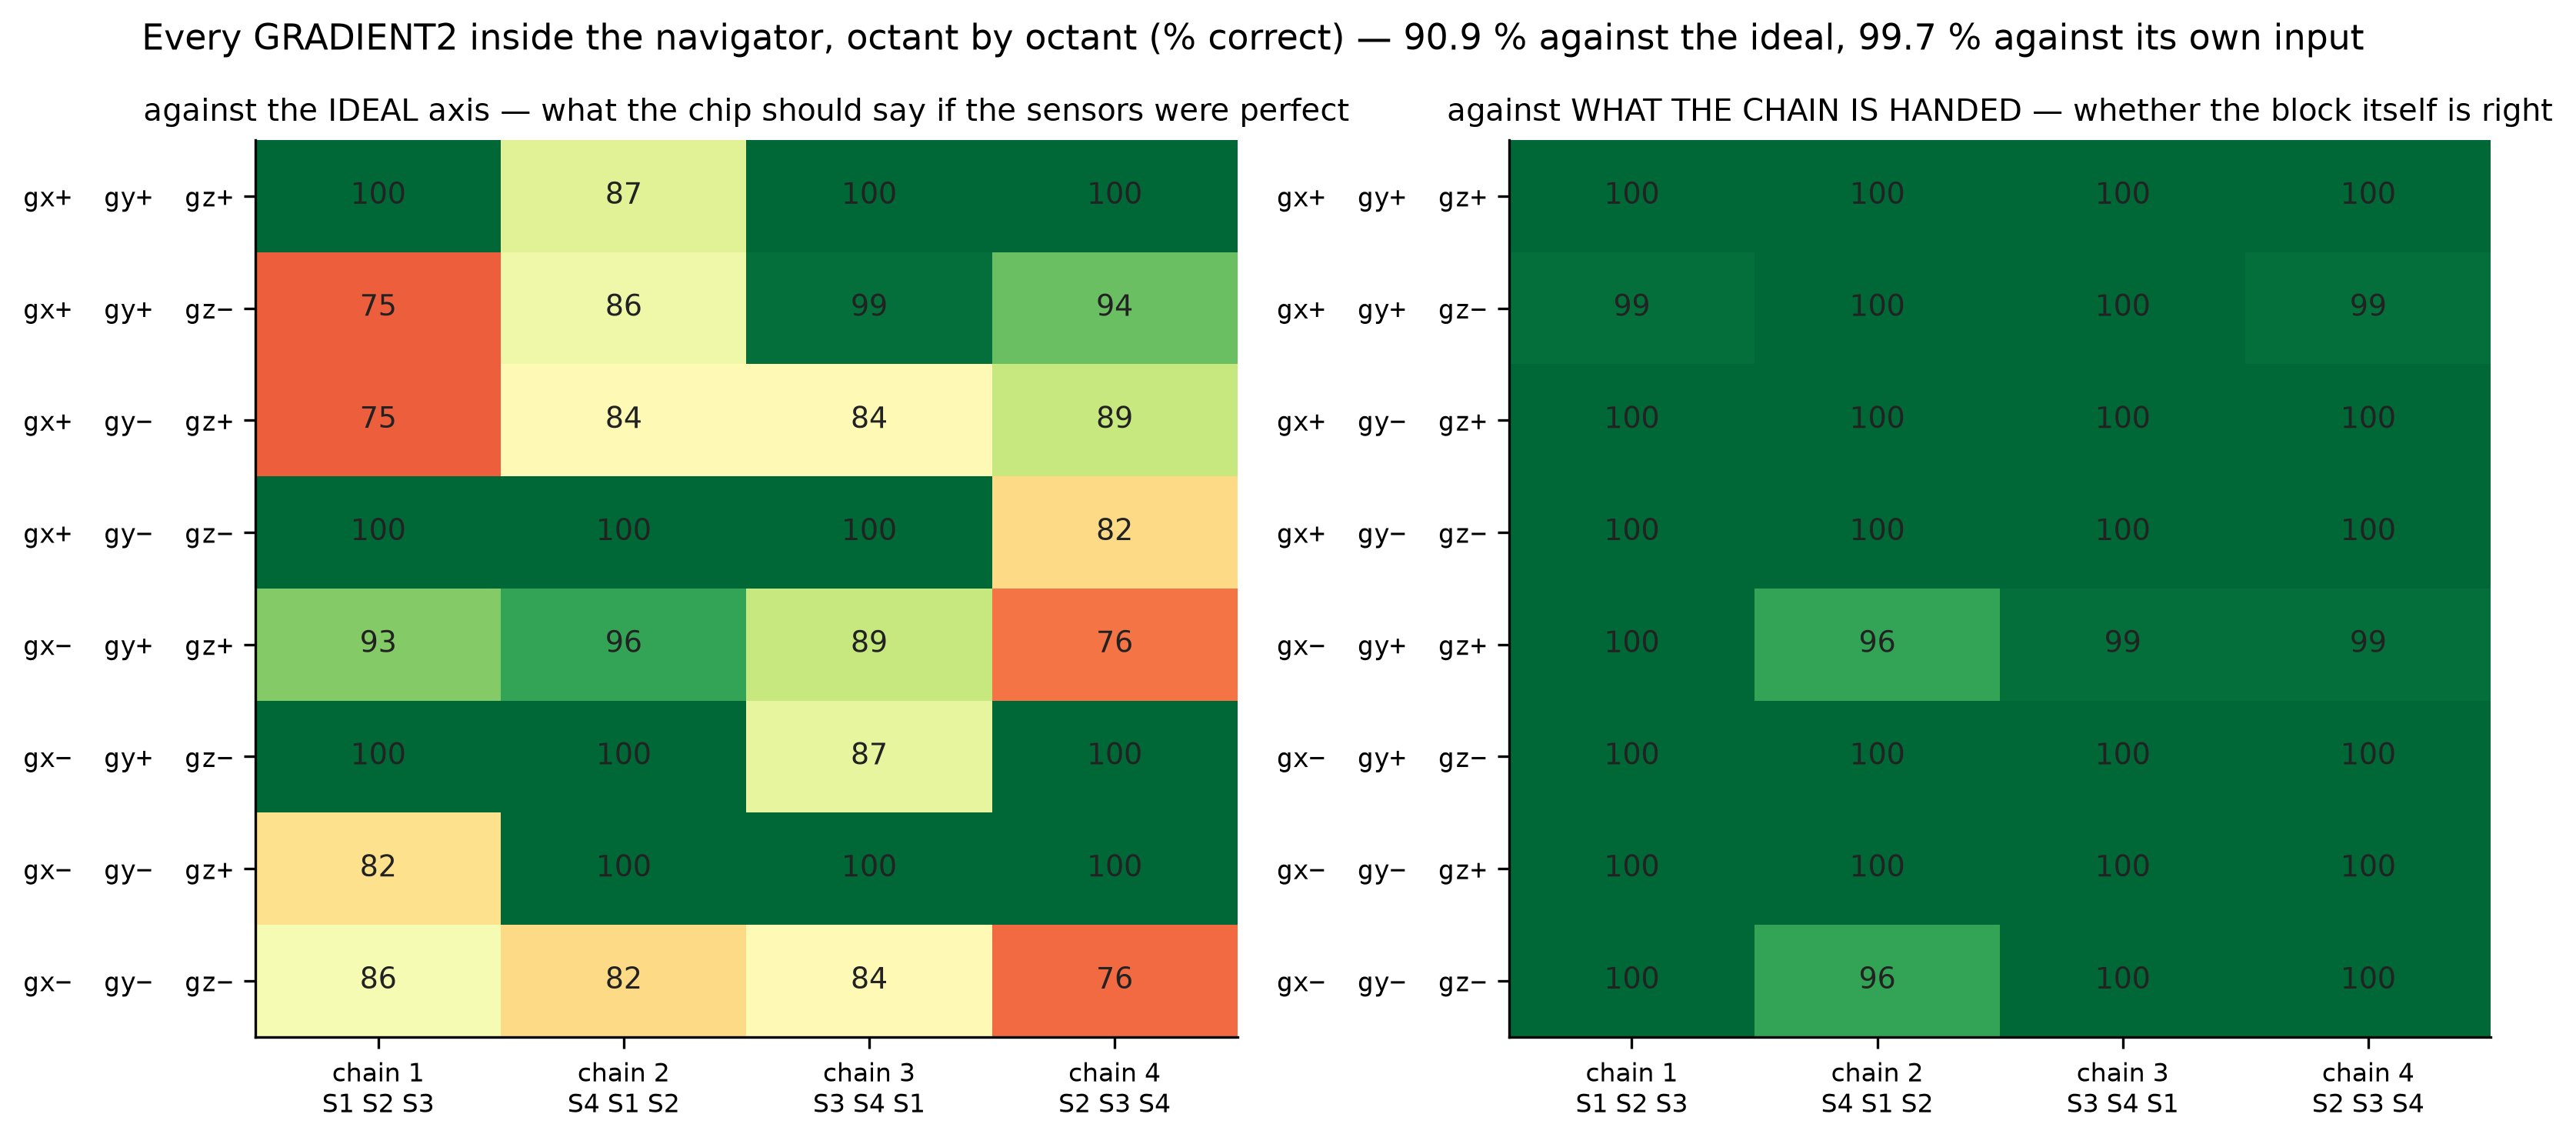 Every GRADIENT2 inside the navigator, octant by octant (% correct) — 90.9 % against the ideal, 99.7 % against its own input
against the IDEAL axis — what the chip should say if the sensors were perfect
gx+ gy+ gz+ 100 87 100 100
gx+ gy+ gz− 75 86 99 94
gx+ gy− gz+ 75 84 84 89
gx+ gy− gz− 100 100 100 82
gx− gy+ gz+ 93 96 89 76
gx− gy+ gz− 100 100 87 100
gx− gy− gz+ 82 100 100 100
gx− gy− gz− 86 82 84 76
chain 1 chain 2 chain 3 chain 4
S1 S2 S3 S4 S1 S2 S3 S4 S1 S2 S3 S4
against WHAT THE CHAIN IS HANDED — whether the block itself is right
gx+ gy+ gz+ 100 100 100 100
gx+ gy+ gz− 99 100 100 99
gx+ gy− gz+ 100 100 100 100
gx+ gy− gz− 100 100 100 100
gx− gy+ gz+ 100 96 99 99
gx− gy+ gz− 100 100 100 100
gx− gy− gz+ 100 100 100 100
gx− gy− gz− 100 96 100 100
chain 1 chain 2 chain 3 chain 4
S1 S2 S3 S4 S1 S2 S3 S4 S1 S2 S3 S4